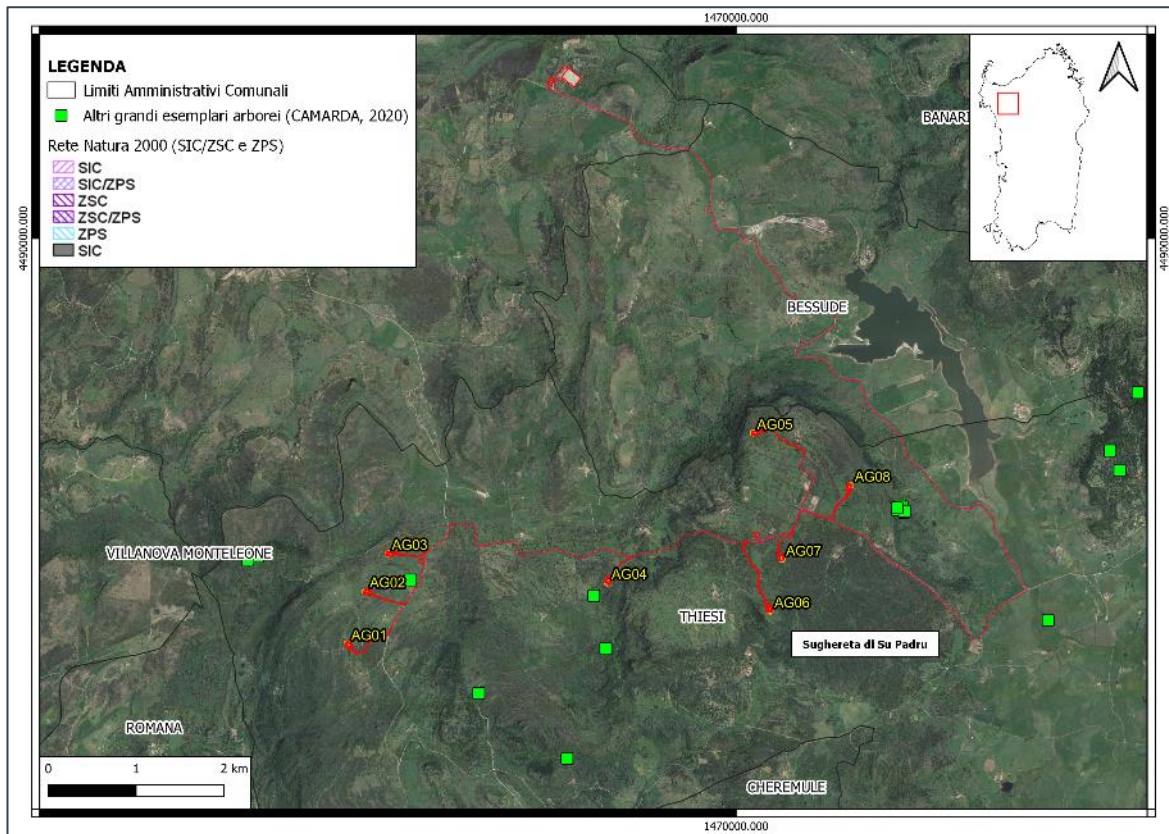 1470000.000
LEGENDA
Limiti Amministrativi Comunali
Altri grandi esemplari arborei (CAMARDA, 2020)
Rete Natura 2000 (SIC/ZSC e ZPS)
SIC
SIC/ZPS
ZSC
ZSC/ZPS
ZPS
SIC
BANARI
4490000.000
4490000.000
BESSUDE
AG05
AG08
VILLANOVA MONTELEONE
AG03
AG07
AG02
AG04
AG06
THIESI
AG01
Sughereta di Su Padru
ROMANA
0 1 2 km
CHEREMULE
1470000.000